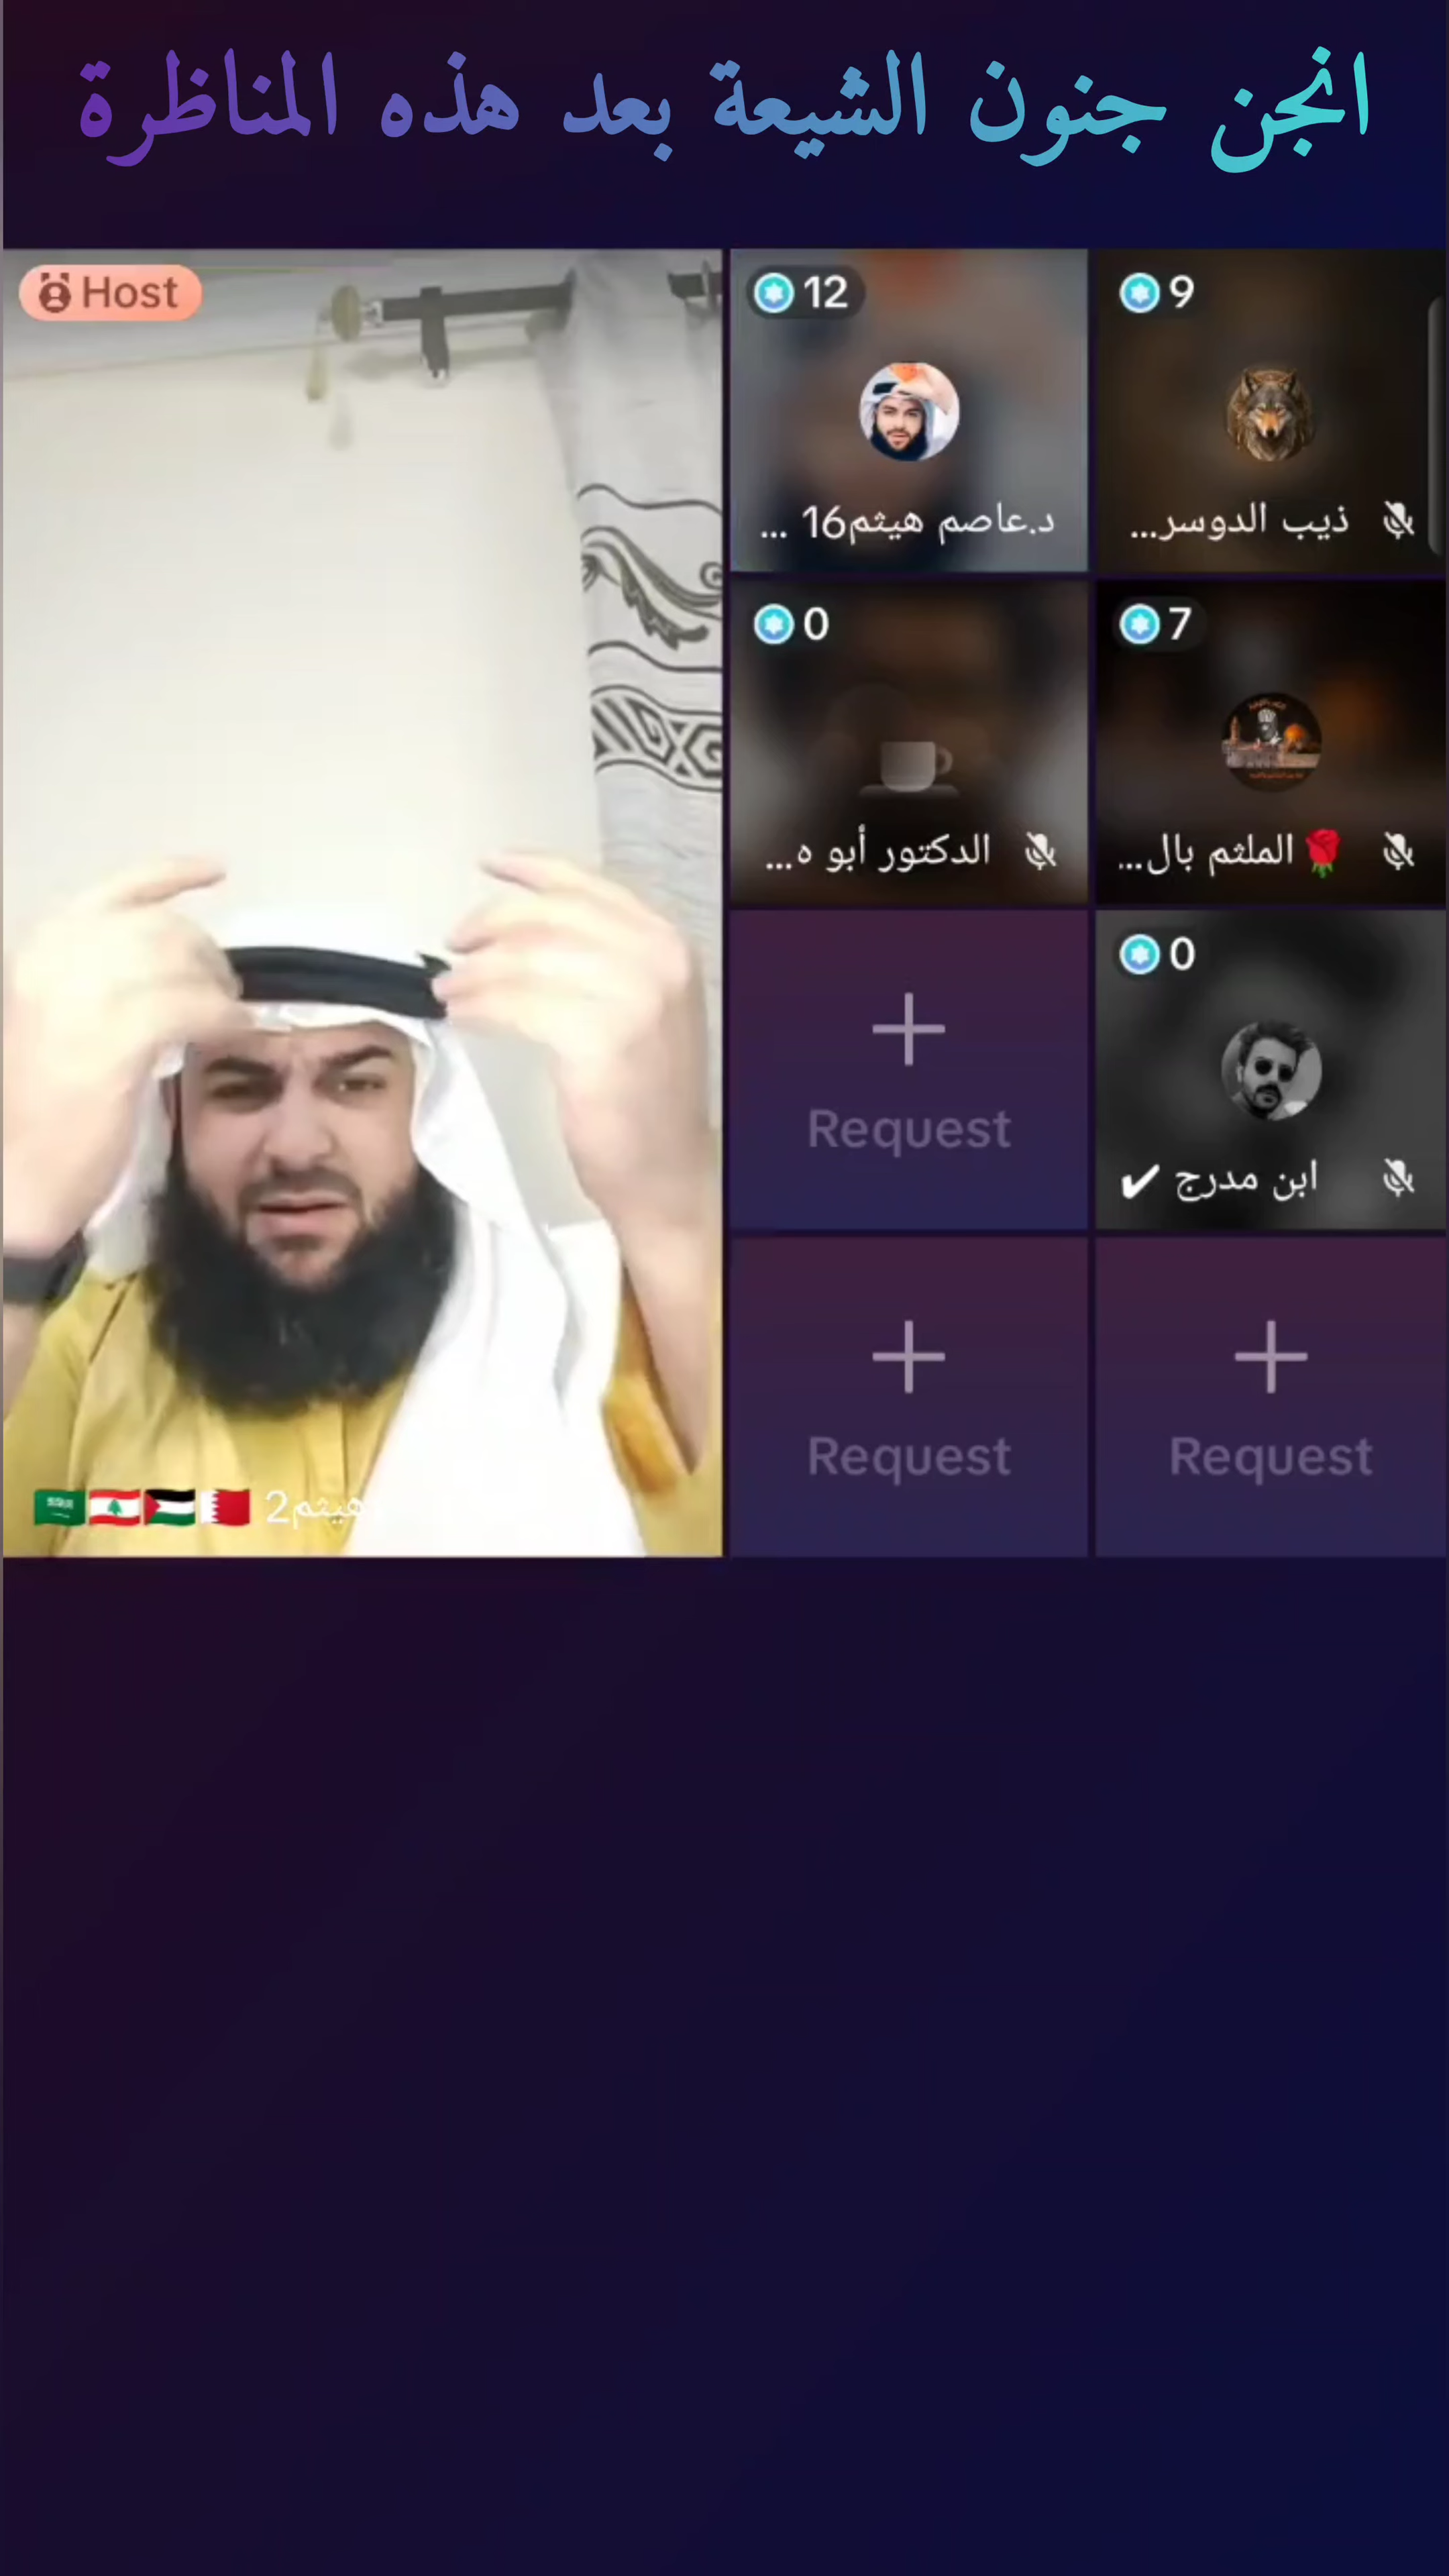 انجن جنون الشيعة بعد هذه المناظرة
Host
12
9
د.عاصم هيثم16 ...
ذيب الدوسر...
0
7
الدكتور أبو ه...
الملثم بال...
0
Request
ابن مدرج ✔
Request
Request
هيثم2